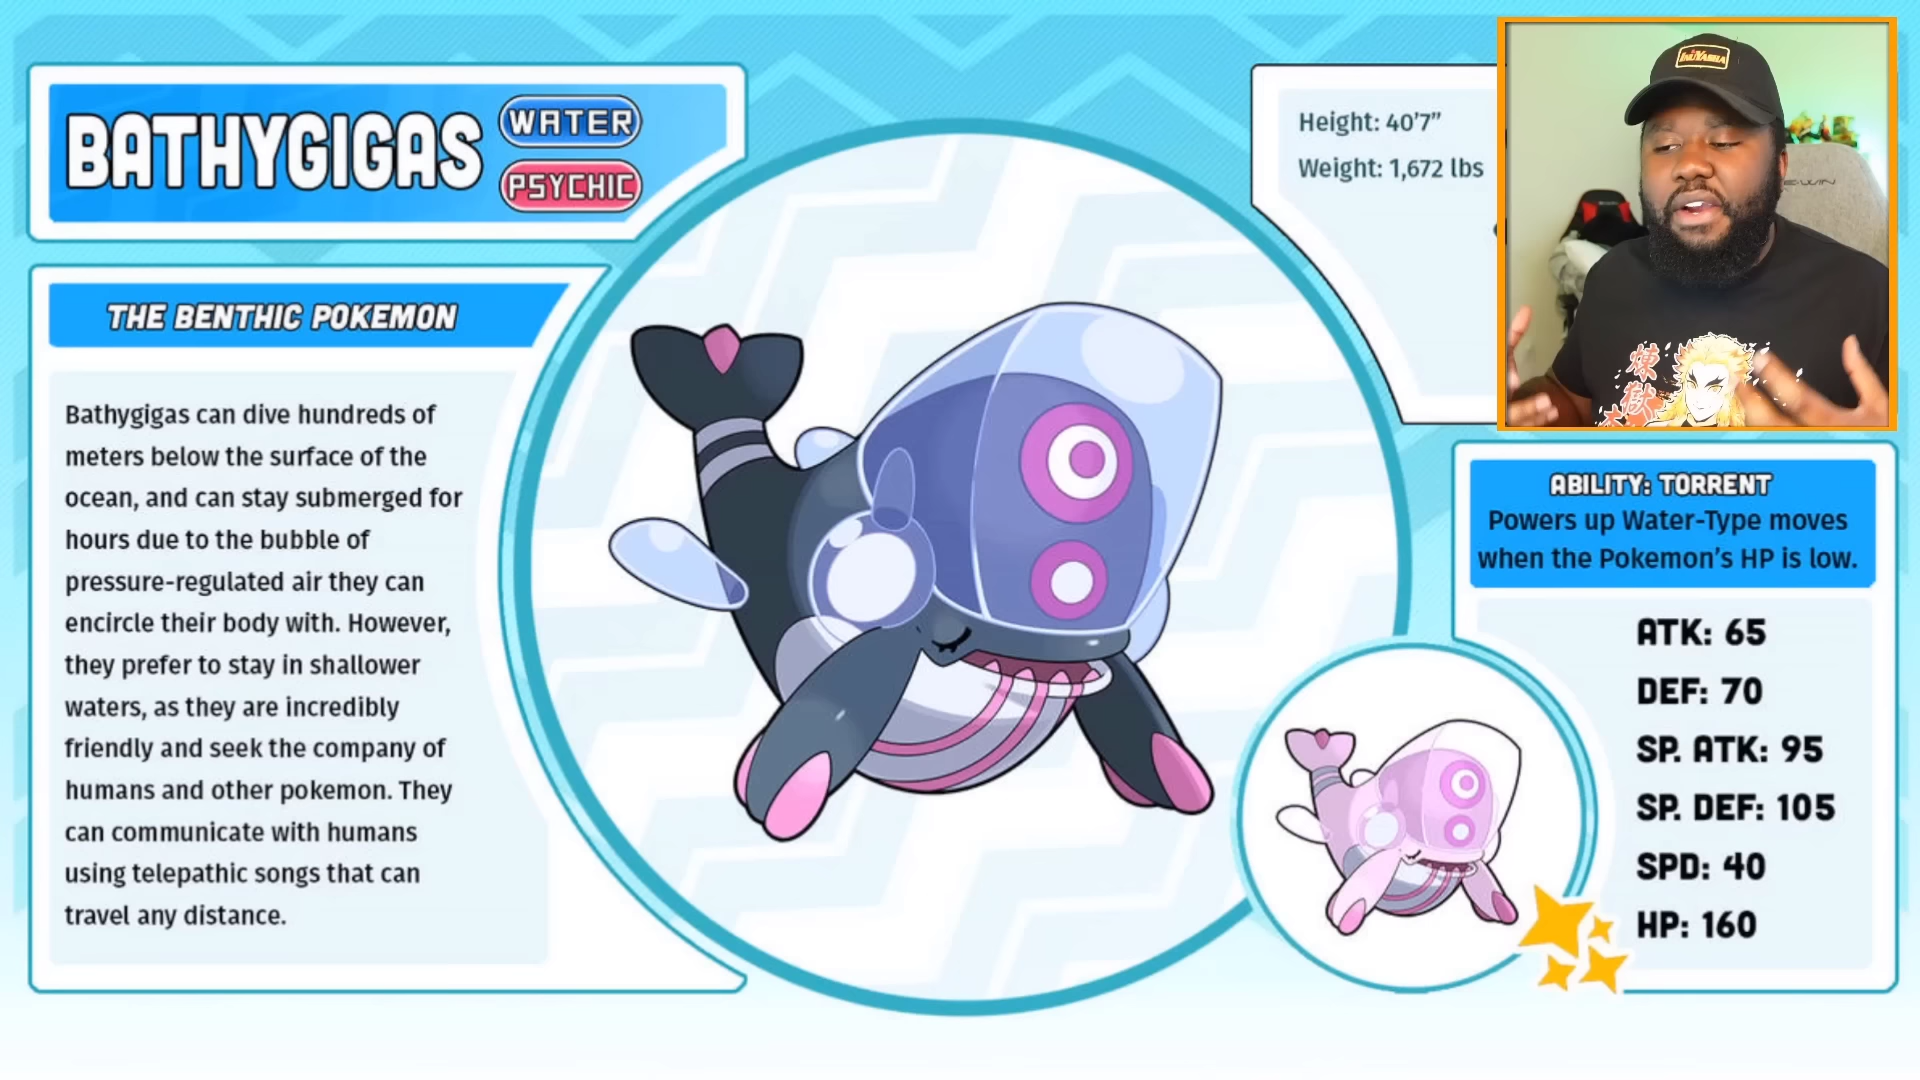 BATHYGIGAS
WATER
PSYCHIC
THE BENTHIC POKEMON
Bathygigas can dive hundreds of
meters below the surface of the
ocean, and can stay submerged for
hours due to the bubble of
pressure-regulated air they can
encircle their body with. However,
they prefer to stay in shallower
waters, as they are incredibly
friendly and seek the company of
humans and other pokemon. They
can communicate with humans
using telepathic songs that can
travel any distance.
Height: 40'7”
Weight: 1,672 lbs
INUYASHA
E-WIN
煉
獄
ABILITY: TORRENT
Powers up Water-Type moves
when the Pokemon’s HP is low.
ATK: 65
DEF: 70
SP. ATK: 95
SP. DEF: 105
SPD: 40
HP: 160